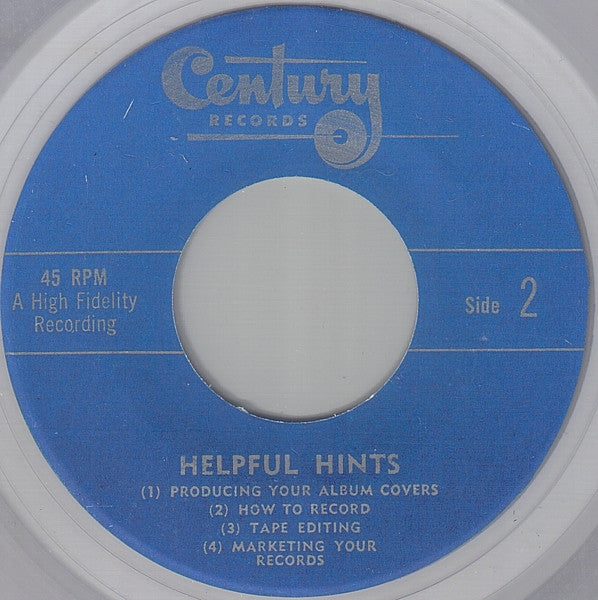 Century
RECORDS
45 RPM
A High Fidelity
Recording
Side 2
HELPFUL HINTS
(1) PRODUCING YOUR ALBUM COVERS
(2) HOW TO RECORD
(3) TAPE EDITING
(4) MARKETING YOUR
RECORDS